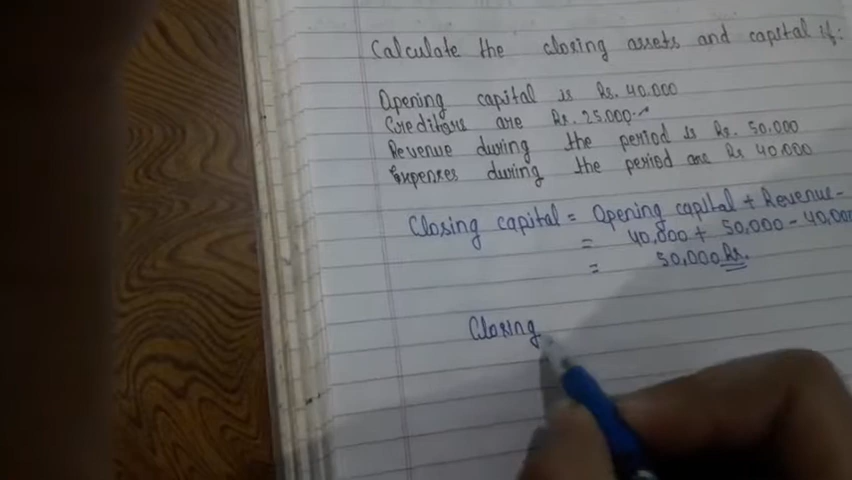 Calculate the closing assets and capital if:
Opening capital is Rs. 40.000
Creditors are Rs. 25.000
Revenue during the period is Rs. 50.000
Expenses during the period are Rs 40.000
Closing capital = Opening capital + Revenue -
= 40,000 + 50,000 - 40,000
= 50,000 Rs.
Closing